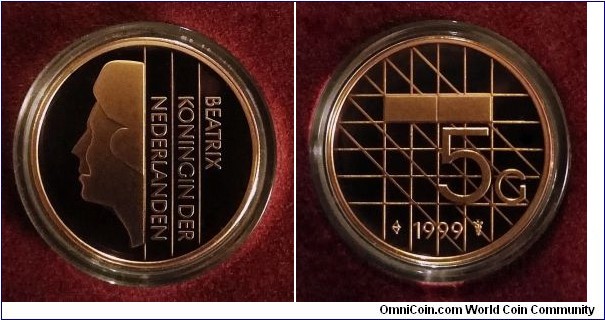 BEATRIX
KONINGIN DER
NEDERLANDEN
5G
1999
OmniCoin.com World Coin Community